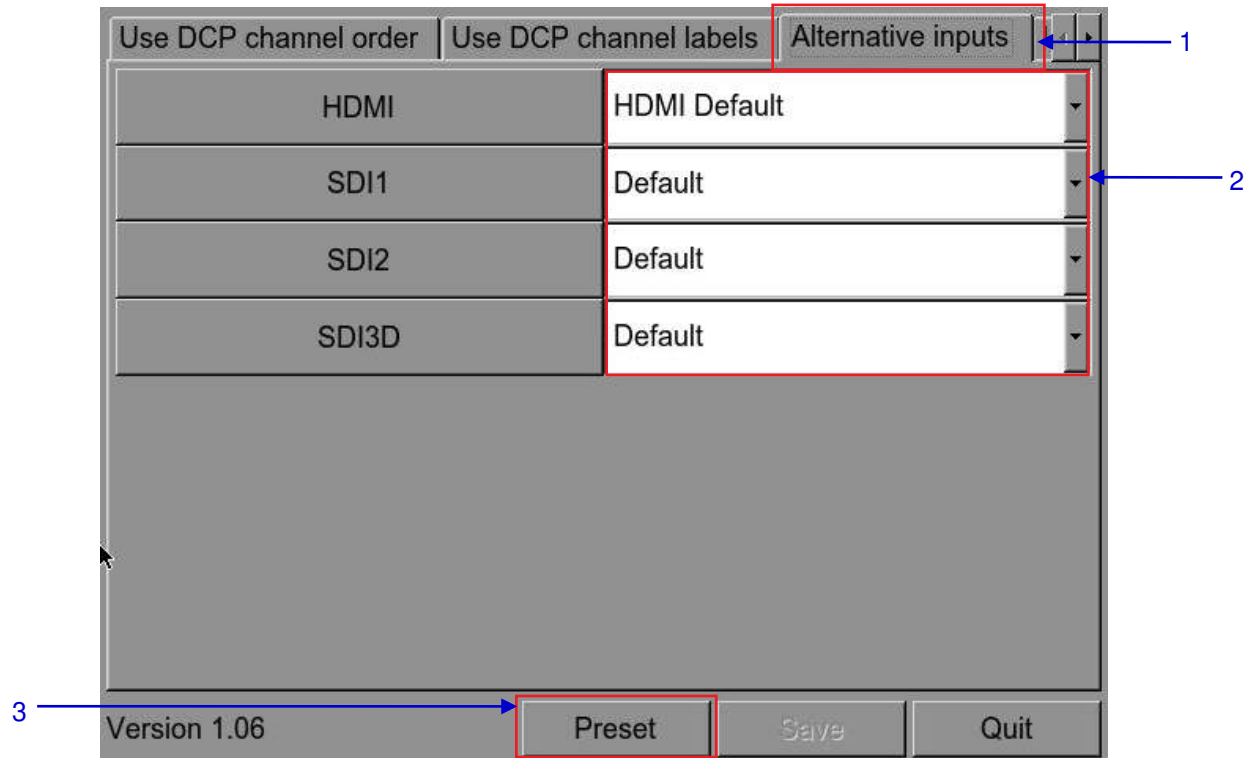 Use DCP channel order Use DCP channel labels Alternative inputs 1
HDMI HDMI Default
SDI1 Default 2
SDI2 Default
SDI3D Default
3 Version 1.06 Preset Save Quit